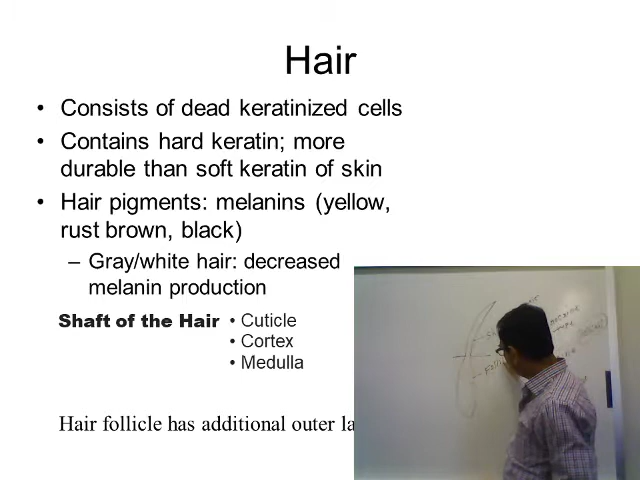 Hair
• Consists of dead keratinized cells
• Contains hard keratin; more
durable than soft keratin of skin
• Hair pigments: melanins (yellow,
rust brown, black)
– Gray/white hair: decreased
melanin production
Shaft of the Hair • Cuticle
• Cortex
• Medulla
Hair follicle has additional outer la